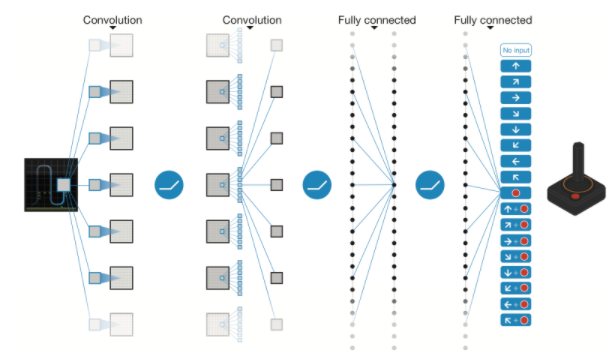 Convolution
Convolution
Fully connected
Fully connected
No input